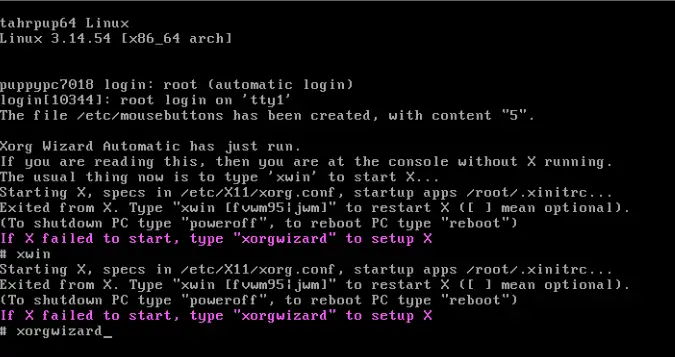 tahrpup64 Linux
Linux 3.14.54 [x86_64 arch]
puppypc7018 login: root (automatic login)
login[10344]: root login on 'tty1'
The file /etc/mousebuttons has been created, with content "5".
Xorg Wizard Automatic has just run.
If you are reading this, then you are at the console without X running.
The usual thing now is to type 'xwin' to start X...
Starting X, specs in /etc/X11/xorg.conf, startup apps /root/.xinitrc...
Exited from X. Type "xwin [fvwm95|jwm]" to restart X ([ ] mean optional).
(To shutdown PC type "poweroff", to reboot PC type "reboot")
If X failed to start, type "xorgwizard" to setup X
# xwin
Starting X, specs in /etc/X11/xorg.conf, startup apps /root/.xinitrc...
Exited from X. Type "xwin [fvwm95|jwm]" to restart X ([ ] mean optional).
(To shutdown PC type "poweroff", to reboot PC type "reboot")
If X failed to start, type "xorgwizard" to setup X
# xorgwizard_